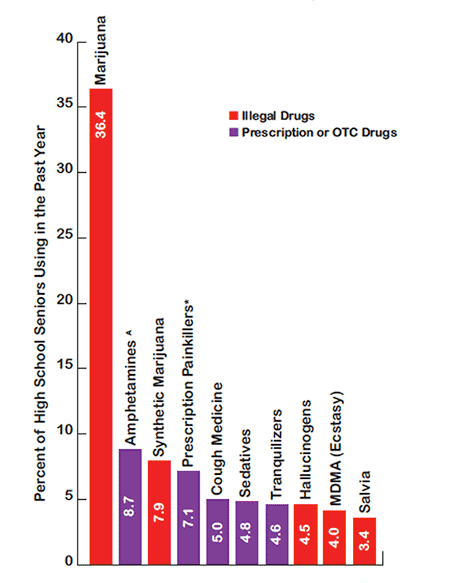 Percent of High School Seniors Using in the Past Year
40
35
30
25
20
15
10
5
0
Illegal Drugs
Prescription or OTC Drugs
Marijuana
36.4
Amphetamines A
8.7
Synthetic Marijuana
7.9
Prescription Painkillers*
7.1
Cough Medicine
5.0
Sedatives
4.8
Tranquilizers
4.6
Hallucinogens
4.5
MDMA (Ecstasy)
4.0
Salvia
3.4